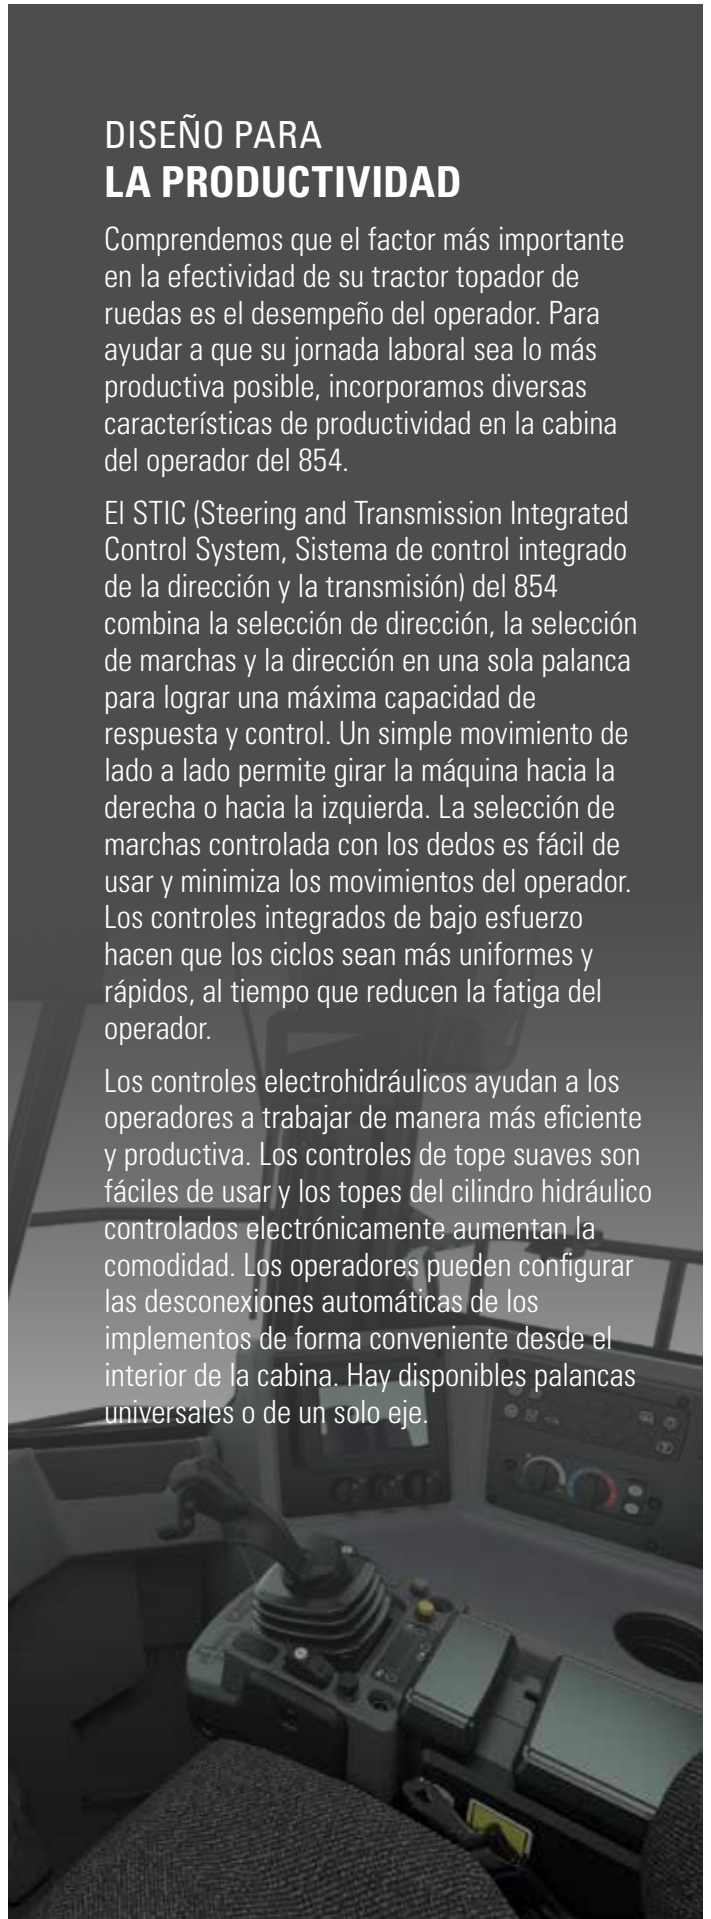 DISEÑO PARA
LA PRODUCTIVIDAD
Comprendemos que el factor más importante
en la efectividad de su tractor topador de
ruedas es el desempeño del operador. Para
ayudar a que su jornada laboral sea lo más
productiva posible, incorporamos diversas
características de productividad en la cabina
del operador del 854.
El STIC (Steering and Transmission Integrated
Control System, Sistema de control integrado
de la dirección y la transmisión) del 854
combina la selección de dirección, la selección
de marchas y la dirección en una sola palanca
para lograr una máxima capacidad de
respuesta y control. Un simple movimiento de
lado a lado permite girar la máquina hacia la
derecha o hacia la izquierda. La selección de
marchas controlada con los dedos es fácil de
usar y minimiza los movimientos del operador.
Los controles integrados de bajo esfuerzo
hacen que los ciclos sean más uniformes y
rápidos, al tiempo que reducen la fatiga del
operador.
Los controles electrohidráulicos ayudan a los
operadores a trabajar de manera más eficiente
y productiva. Los controles de tope suaves son
fáciles de usar y los topes del cilindro hidráulico
controlados electrónicamente aumentan la
comodidad. Los operadores pueden configurar
las desconexiones automáticas de los
implementos de forma conveniente desde el
interior de la cabina. Hay disponibles palancas
universales o de un solo eje.